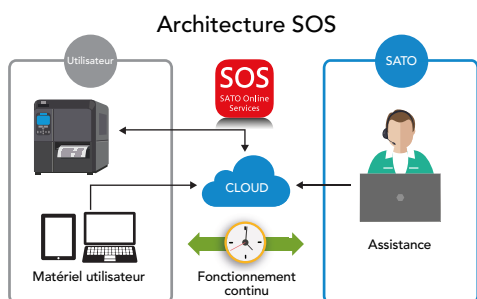 Architecture SOS
Utilisateur
SOS
SATO Online
Services
SATO
CLOUD
Matériel utilisateur
Fonctionnement
continu
Assistance